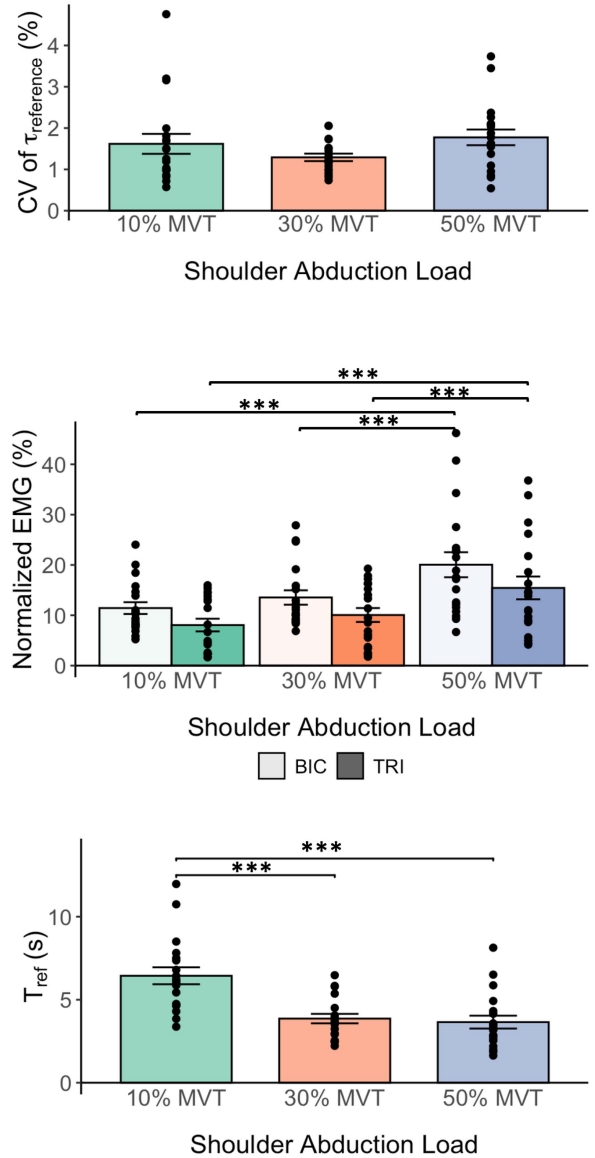 CV of τreference (%)
4
3
2
1
0
10% MVT 30% MVT 50% MVT
Shoulder Abduction Load
***
***
***
***
Normalized EMG (%)
40
30
20
10
0
10% MVT 30% MVT 50% MVT
Shoulder Abduction Load
BIC TRI
***
***
Tref (s)
10
5
0
10% MVT 30% MVT 50% MVT
Shoulder Abduction Load